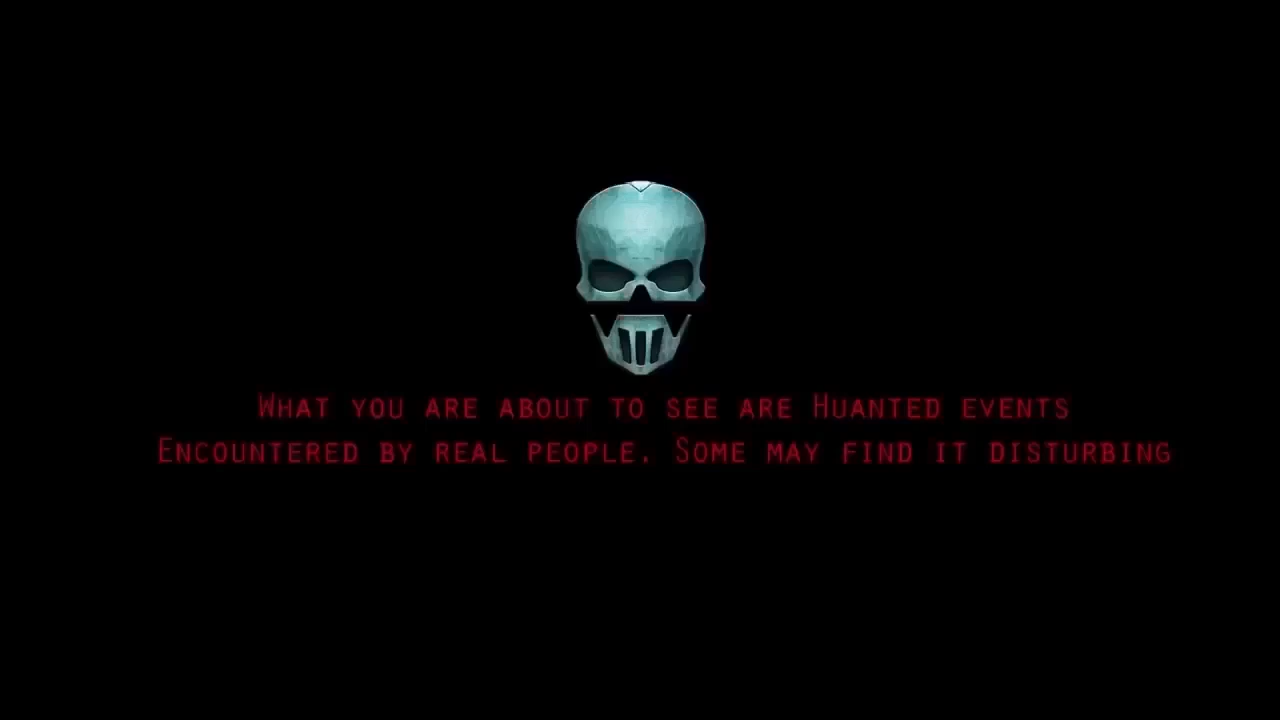 What you are about to see are Huanted events
Encountered by real people. Some may find it disturbing